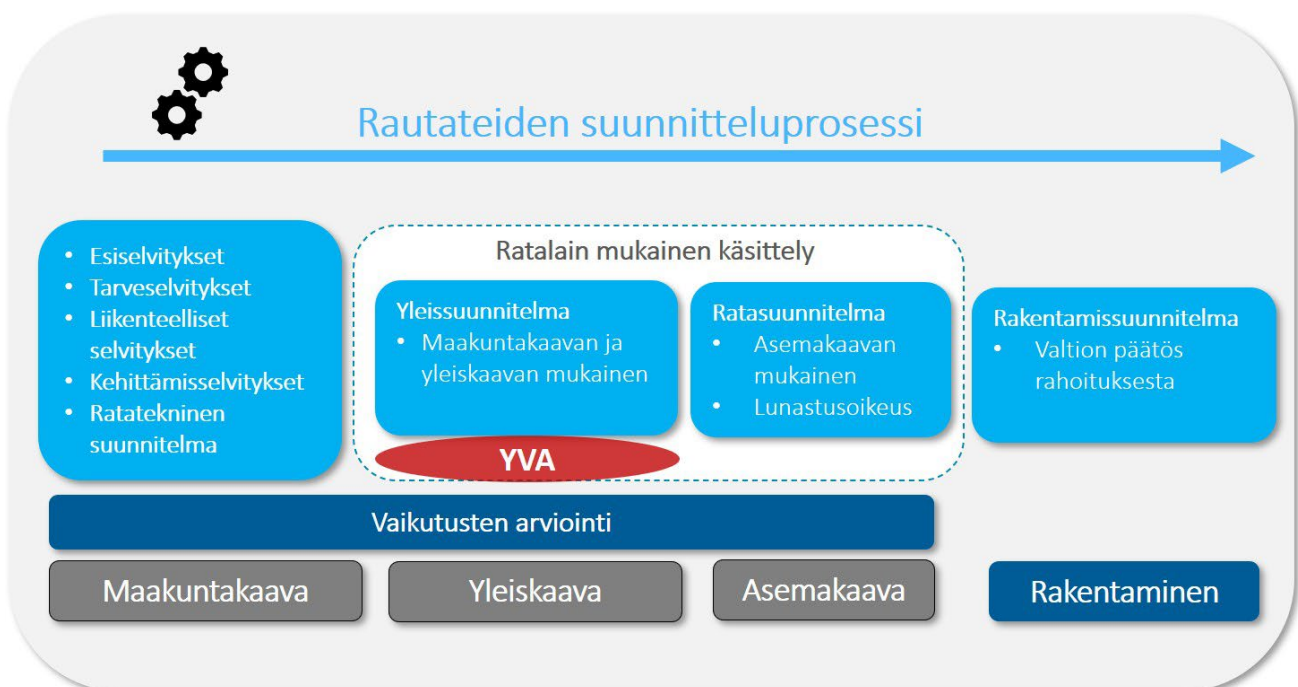 Rautateiden suunnitteluprosessi
• Esiselvitykset
• Tarveselvitykset
• Liikenteelliset
selvitykset
• Kehittämisselvitykset
• Ratatekninen
suunnitelma
Ratalain mukainen käsittely
Yleissuunnitelma
• Maakuntakaavan ja
yleiskaavan mukainen
YVA
Ratasuunnitelma
• Asemakaavan
mukainen
• Lunastusoikeus
Rakentamissuunnitelma
• Valtion päätös
rahoituksesta
Vaikutusten arviointi
Maakuntakaava
Yleiskaava
Asemakaava
Rakentaminen